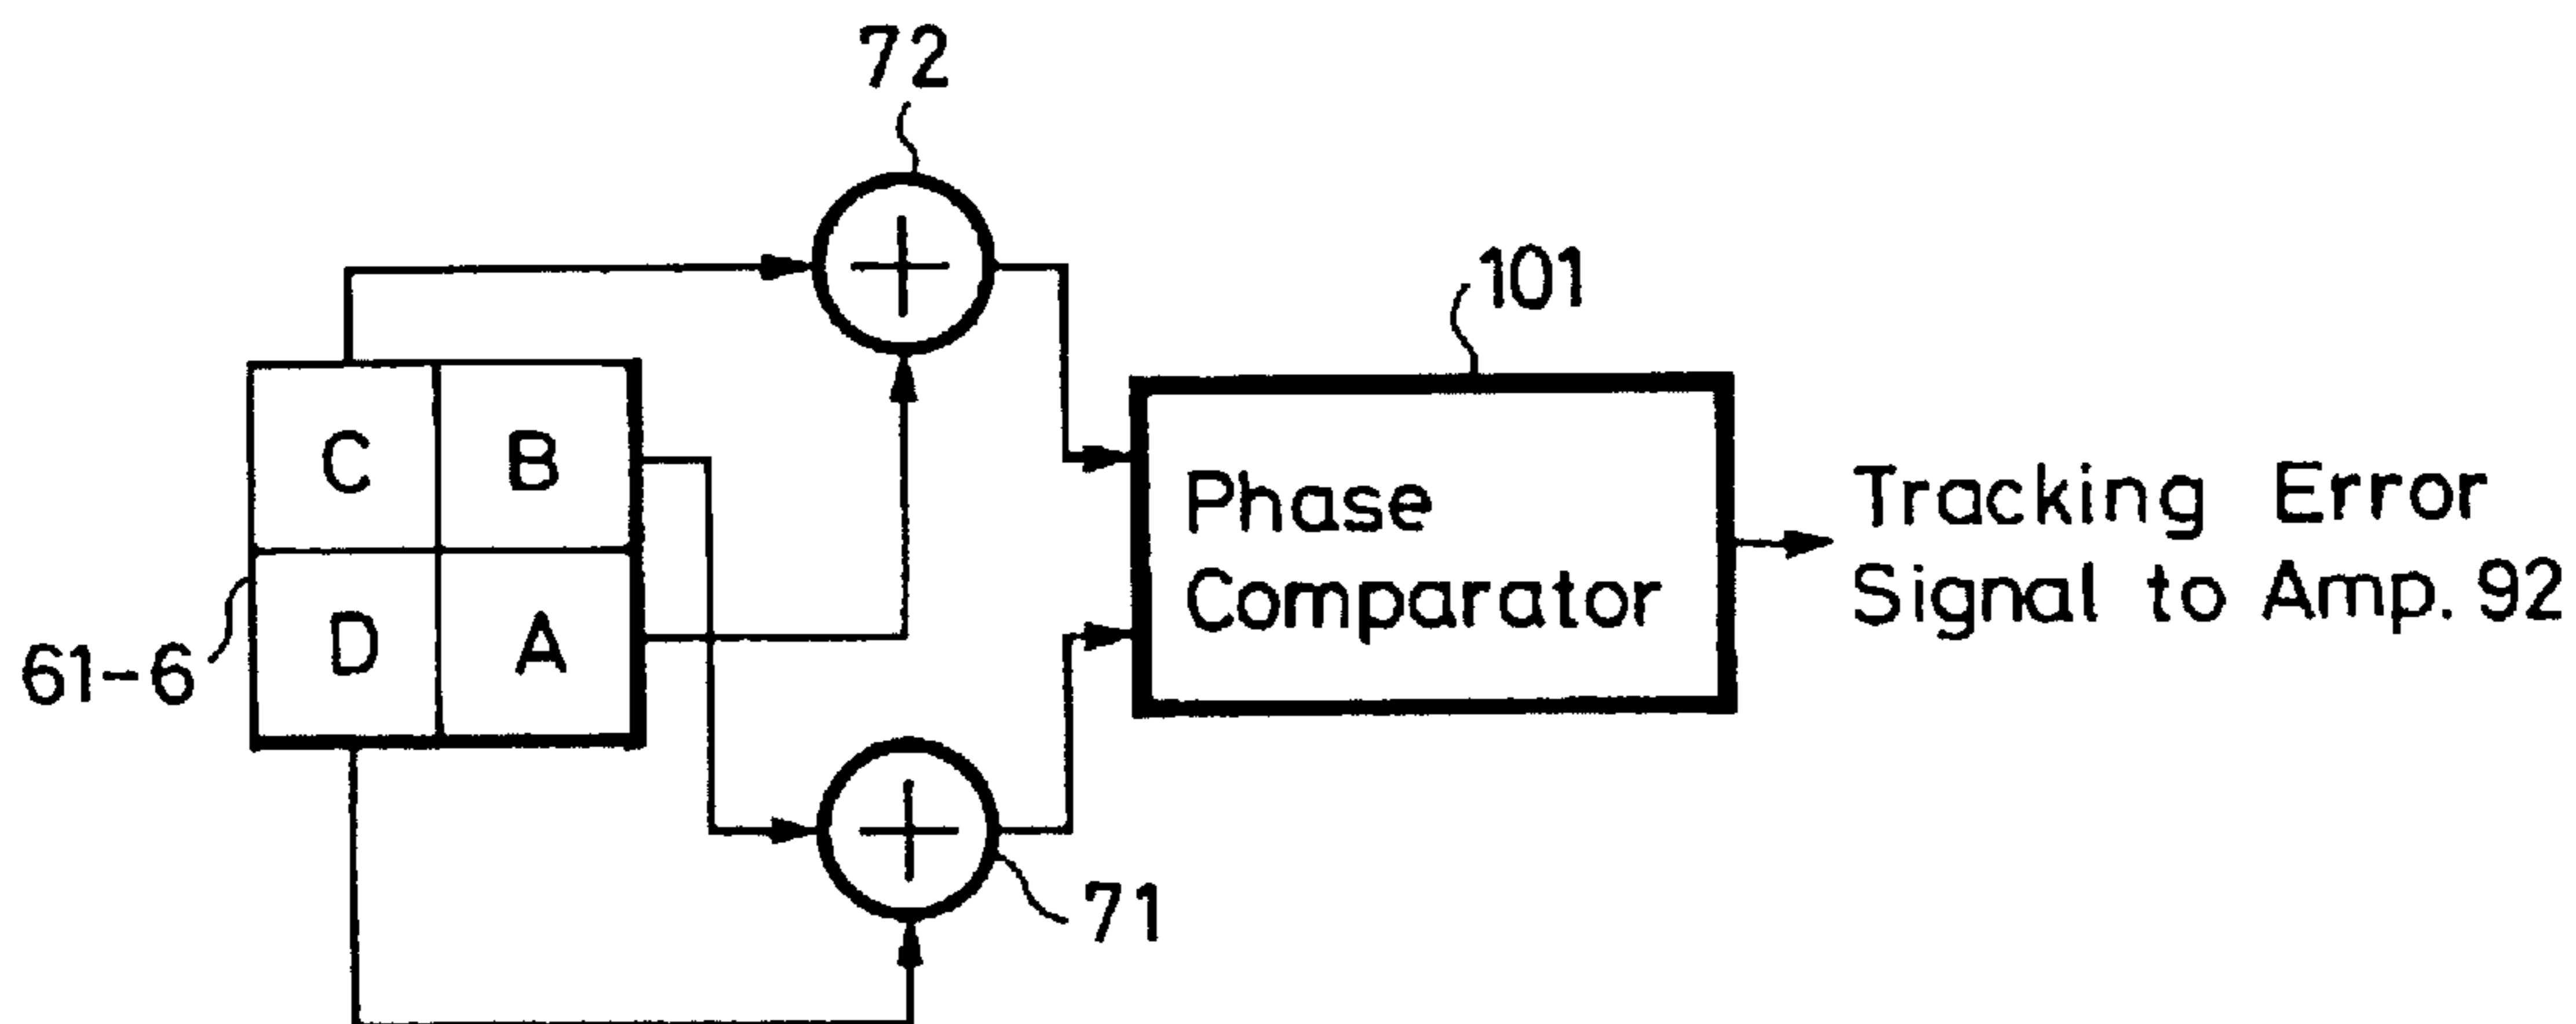 72
101
C B
D A
61-6
Phase
Comparator
Tracking Error
Signal to Amp. 92
71